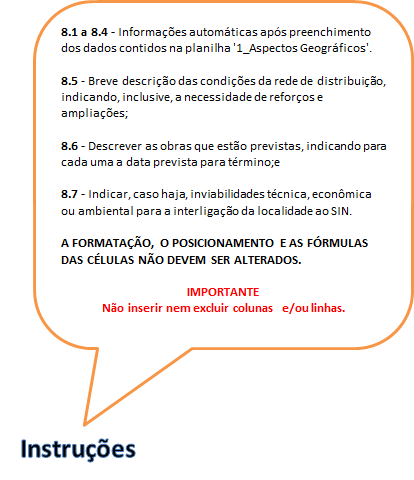 8.1 a 8.4 - Informações automáticas após preenchimento
dos dados contidos na planilha '1_Aspectos Geográficos'.
8.5 - Breve descrição das condições da rede de distribuição,
indicando, inclusive, a necessidade de reforços e
ampliações;
8.6 - Descrever as obras que estão previstas, indicando para
cada uma a data prevista para término;e
8.7 - Indicar, caso haja, inviabilidades técnica, econômica
ou ambiental para a interligação da localidade ao SIN.
A FORMATAÇÃO, O POSICIONAMENTO E AS FÓRMULAS
DAS CÉLULAS NÃO DEVEM SER ALTERADOS.
IMPORTANTE
Não inserir nem excluir colunas e/ou linhas.
Instruções